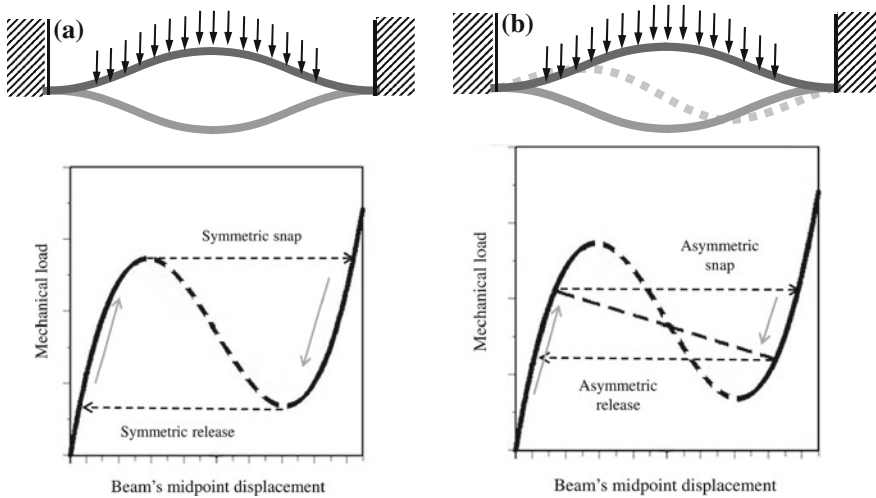 (a)
Mechanical load
Symmetric snap
Symmetric release
Beam's midpoint displacement
(b)
Mechanical load
Asymmetric
snap
Asymmetric
release
Beam's midpoint displacement